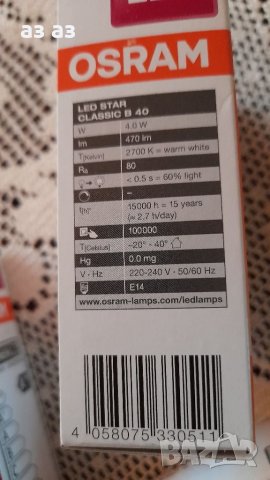 аз аз
OSRAM
LED STAR
CLASSIC B 40
W 4.0 W
lm 470 lm
T[Kelvin] 2700 K = warm white
Ra 80
< 0.5 s = 60% light
–
t[h] 15000 h = 15 years
(≈ 2.7 h/day)
100000
T[Celsius] –20° - 40°
Hg 0.0 mg
V - Hz 220-240 V - 50/60 Hz
E14
www.osram-lamps.com/ledlamps
4 058075 330511
BAZAR